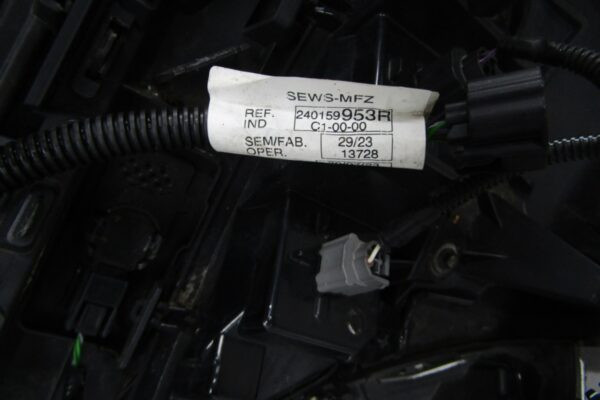 SEWS-MFZ
REF. 240159953R
IND C1-00-00
SEM/FAB. 29/23
OPER. 13728